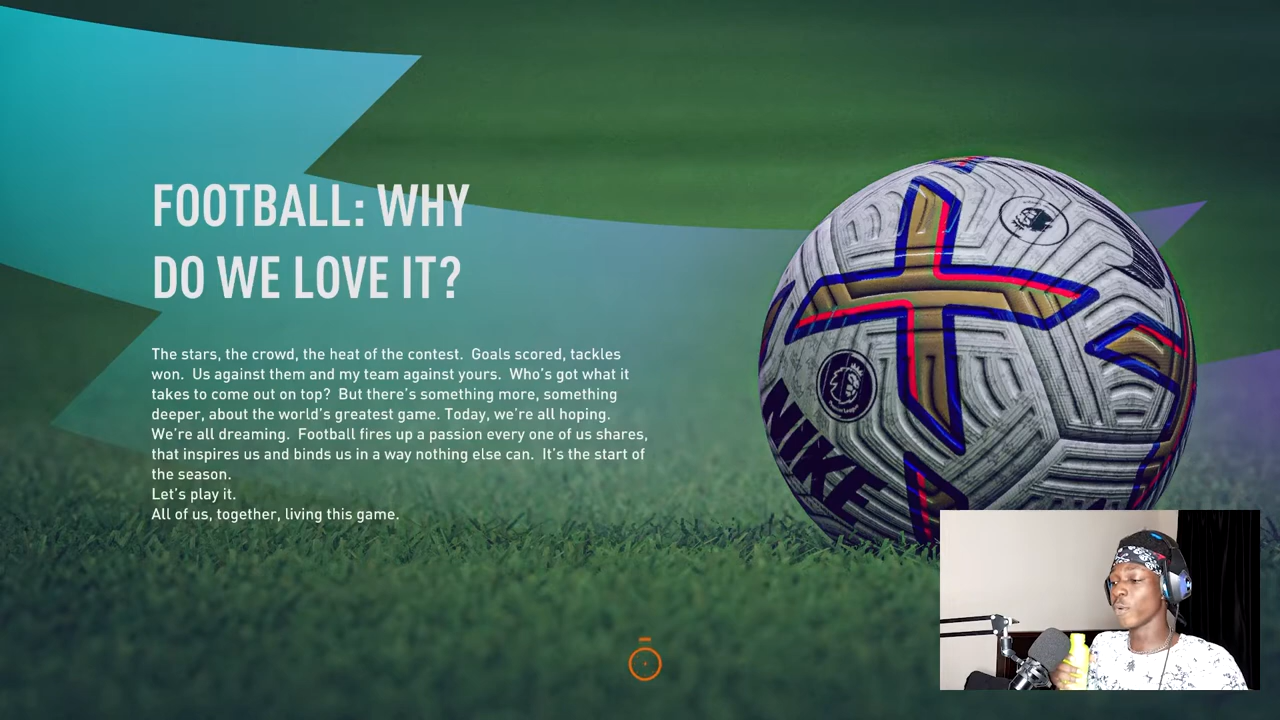 FOOTBALL: WHY
DO WE LOVE IT?
The stars, the crowd, the heat of the contest. Goals scored, tackles
won. Us against them and my team against yours. Who's got what it
takes to come out on top? But there's something more, something
deeper, about the world's greatest game. Today, we're all hoping.
We're all dreaming. Football fires up a passion every one of us shares,
that inspires us and binds us in a way nothing else can. It's the start of
the season.
Let's play it.
All of us, together, living this game.
Premier League
NIKE